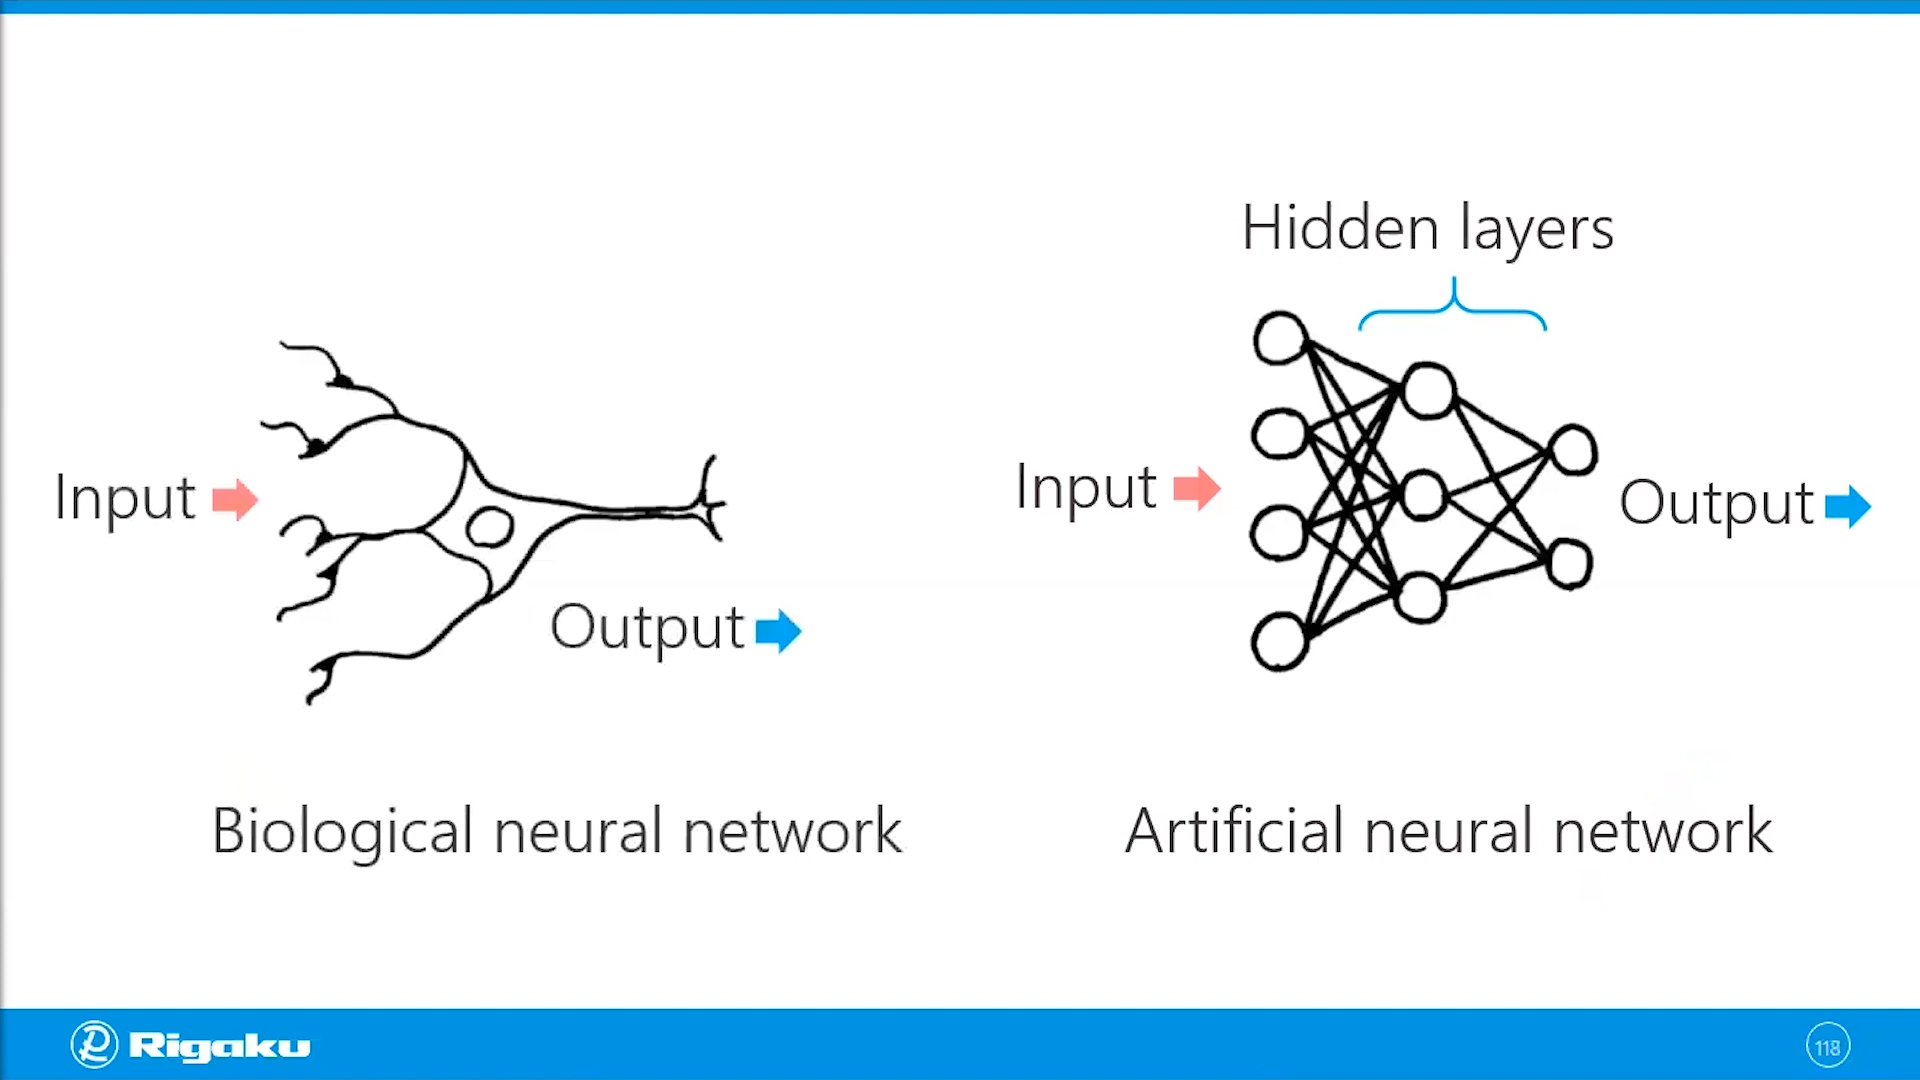 Hidden layers
Input
Output
Biological neural network
Input
Output
Artificial neural network
Rigaku
118